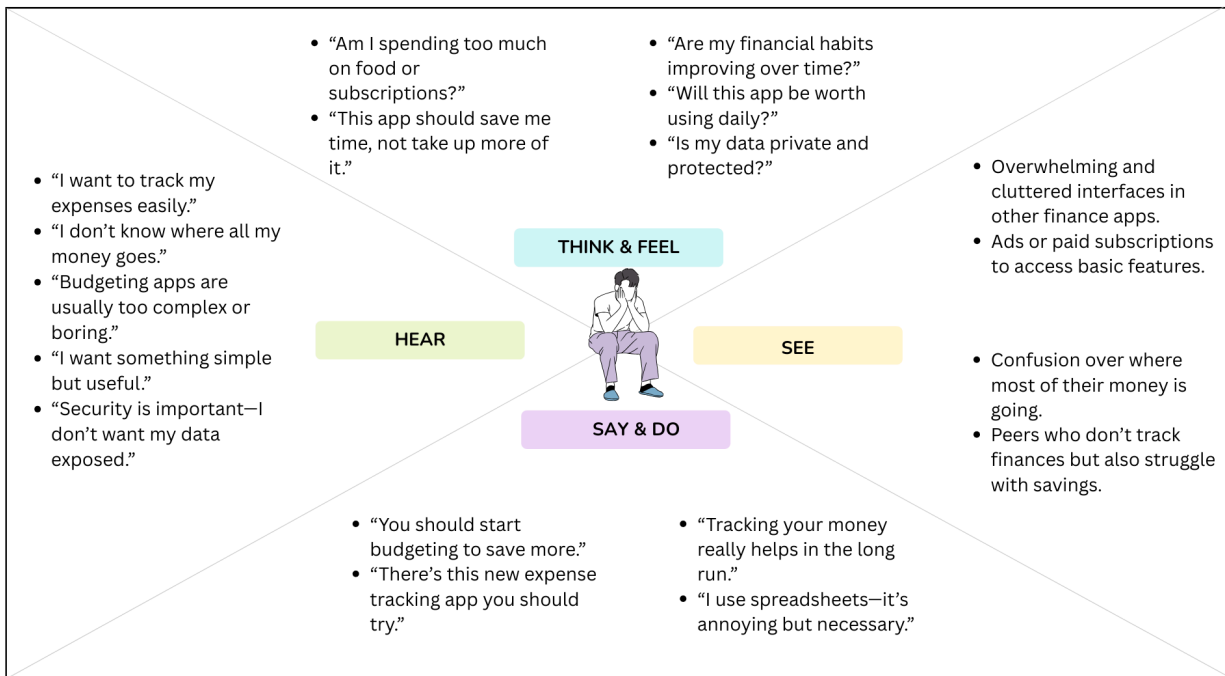 • “Am I spending too much
on food or
subscriptions?”
• “This app should save me
time, not take up more of
it.”
• “Are my financial habits
improving over time?”
• “Will this app be worth
using daily?”
• “Is my data private and
protected?”
• “I want to track my
expenses easily.”
• “I don’t know where all my
money goes.”
• “Budgeting apps are
usually too complex or
boring.”
• “I want something simple
but useful.”
• “Security is important—I
don’t want my data
exposed.”
THINK & FEEL
HEAR
SEE
SAY & DO
• Overwhelming and
cluttered interfaces in
other finance apps.
• Ads or paid subscriptions
to access basic features.
• Confusion over where
most of their money is
going.
• Peers who don’t track
finances but also struggle
with savings.
• “You should start
budgeting to save more.”
• “There’s this new expense
tracking app you should
try.”
• “Tracking your money
really helps in the long
run.”
• “I use spreadsheets—it’s
annoying but necessary.”